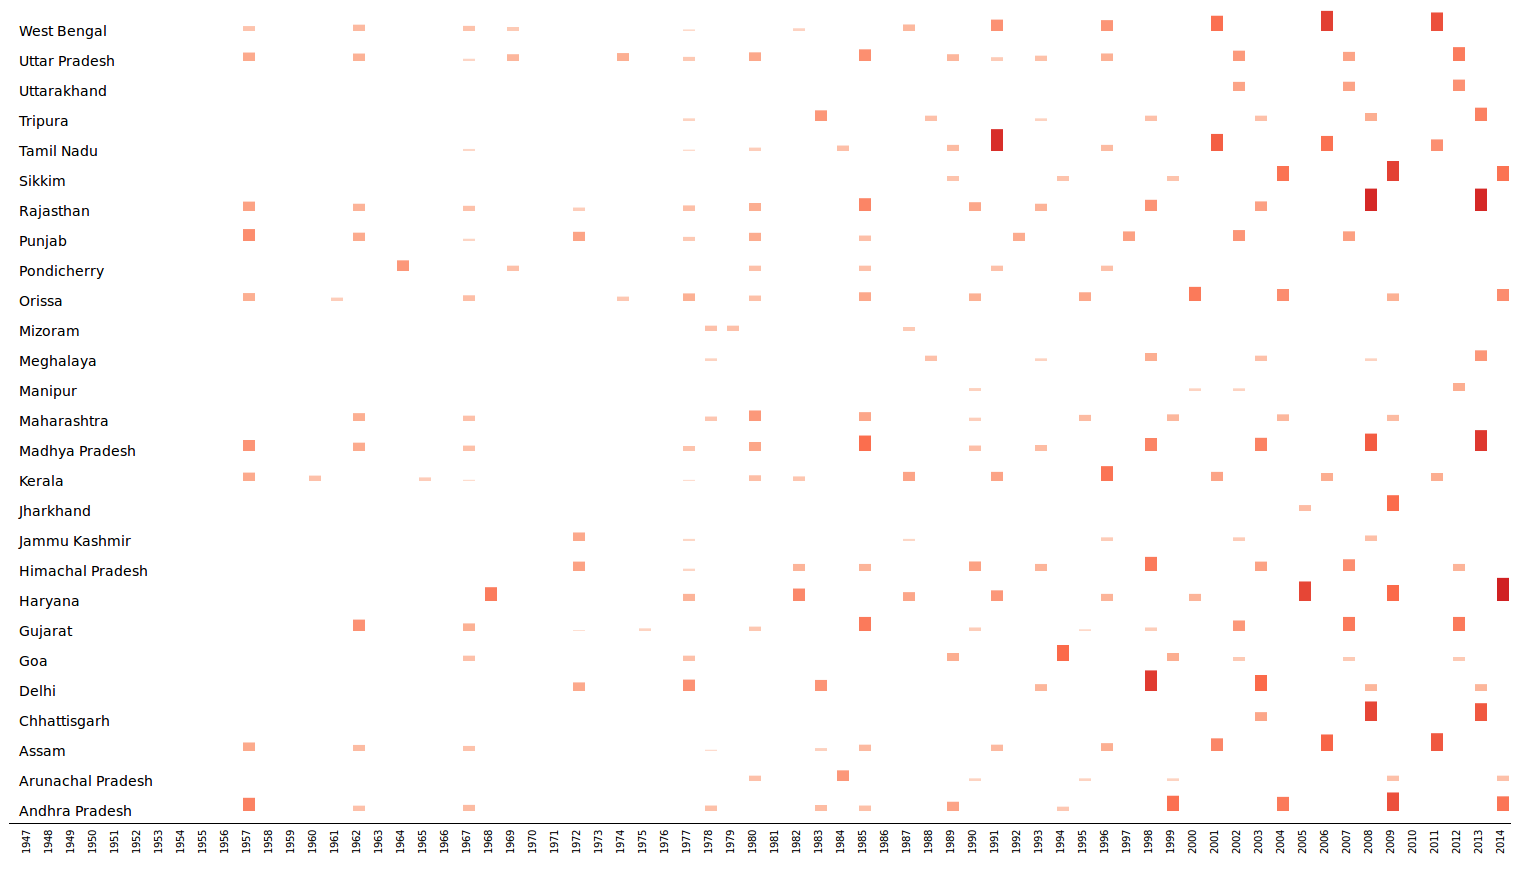 West Bengal
Uttar Pradesh
Uttarakhand
Tripura
Tamil Nadu
Sikkim
Rajasthan
Punjab
Pondicherry
Orissa
Mizoram
Meghalaya
Manipur
Maharashtra
Madhya Pradesh
Kerala
Jharkhand
Jammu Kashmir
Himachal Pradesh
Haryana
Gujarat
Goa
Delhi
Chhattisgarh
Assam
Arunachal Pradesh
Andhra Pradesh
1947 1948 1949 1950 1951 1952 1953 1954 1955 1956 1957 1958 1959 1960 1961 1962 1963 1964 1965 1966 1967 1968 1969 1970 1971 1972 1973 1974 1975 1976 1977 1978 1979 1980 1981 1982 1983 1984 1985 1986 1987 1988 1989 1990 1991 1992 1993 1994 1995 1996 1997 1998 1999 2000 2001 2002 2003 2004 2005 2006 2007 2008 2009 2010 2011 2012 2013 2014